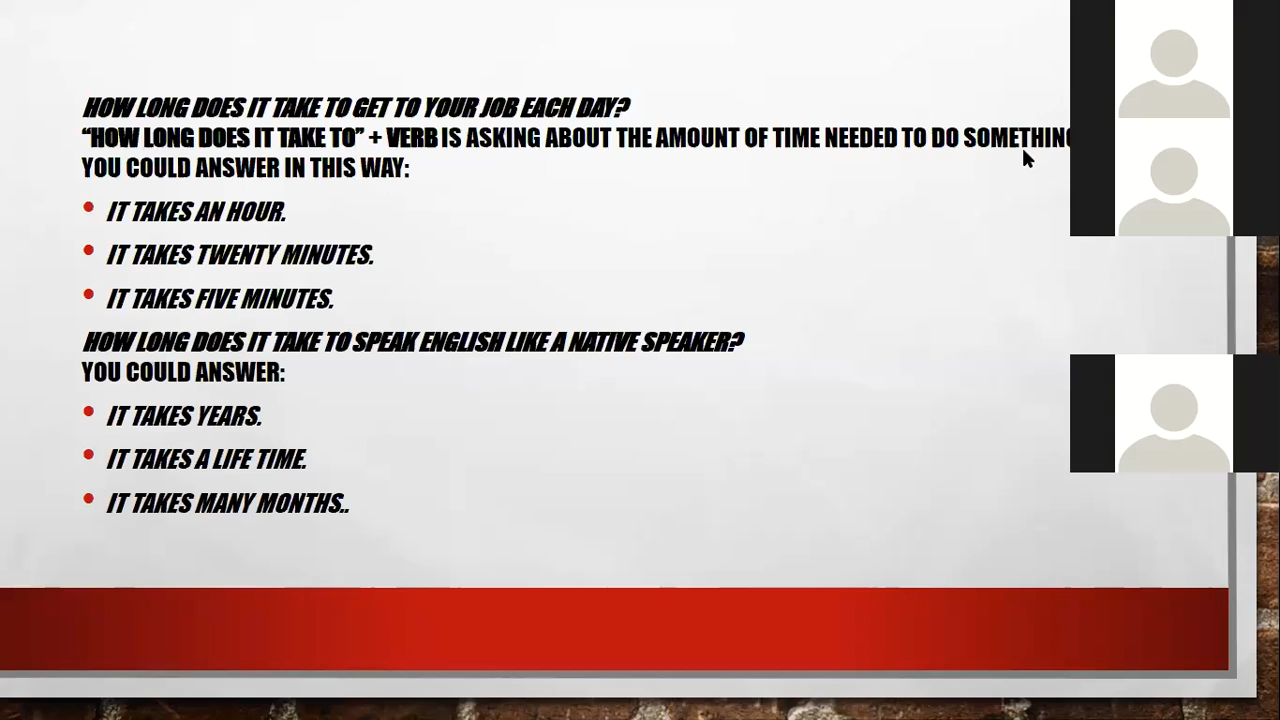 HOW LONG DOES IT TAKE TO GET TO YOUR JOB EACH DAY?
“HOW LONG DOES IT TAKE TO” + VERB IS ASKING ABOUT THE AMOUNT OF TIME NEEDED TO DO SOMETHING
YOU COULD ANSWER IN THIS WAY:
• IT TAKES AN HOUR.
• IT TAKES TWENTY MINUTES.
• IT TAKES FIVE MINUTES.
HOW LONG DOES IT TAKE TO SPEAK ENGLISH LIKE A NATIVE SPEAKER?
YOU COULD ANSWER:
• IT TAKES YEARS.
• IT TAKES A LIFE TIME.
• IT TAKES MANY MONTHS..